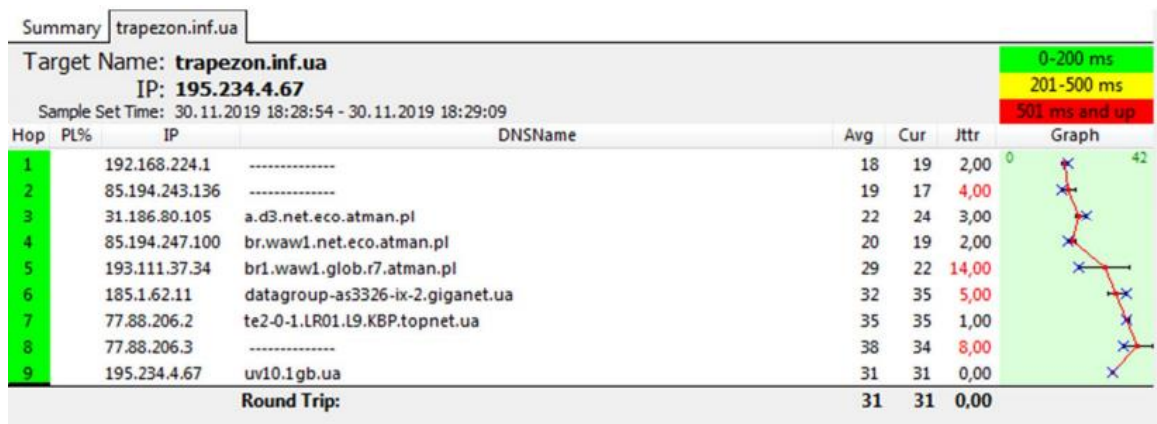 Summary trapezon.inf.ua
Target Name: trapezon.inf.ua 0-200 ms
IP: 195.234.4.67 201-500 ms
Sample Set Time: 30.11.2019 18:28:54 - 30.11.2019 18:29:09 501 ms and up
Hop PL% IP DNSName Avg Cur Jttr Graph
1 192.168.224.1 -------------- 18 19 2,00 0 42
2 85.194.243.136 -------------- 19 17 4,00
3 31.186.80.105 a.d3.net.eco.atman.pl 22 24 3,00
4 85.194.247.100 br.waw1.net.eco.atman.pl 20 19 2,00
5 193.111.37.34 br1.waw1.glob.r7.atman.pl 29 22 14,00
6 185.1.62.11 datagroup-as3326-ix-2.giganet.ua 32 35 5,00
7 77.88.206.2 te2-0-1.LR01.L9.KBP.topnet.ua 35 35 1,00
8 77.88.206.3 -------------- 38 34 8,00
9 195.234.4.67 uv10.1gb.ua 31 31 0,00
Round Trip: 31 31 0,00